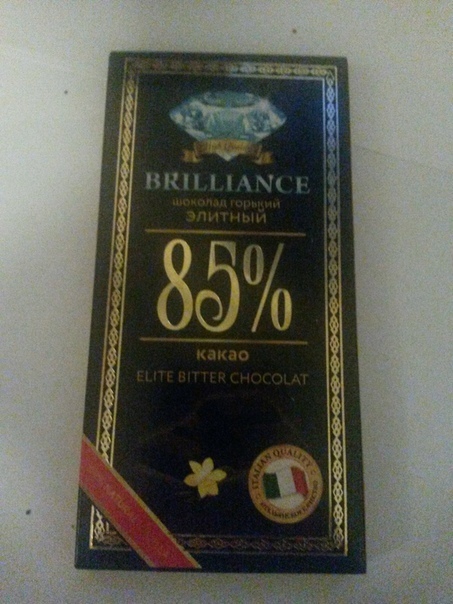 BRILLIANCE
шоколад горький
элитный
85%
какао
ELITE BITTER CHOCOLAT
ITALIAN QUALITY